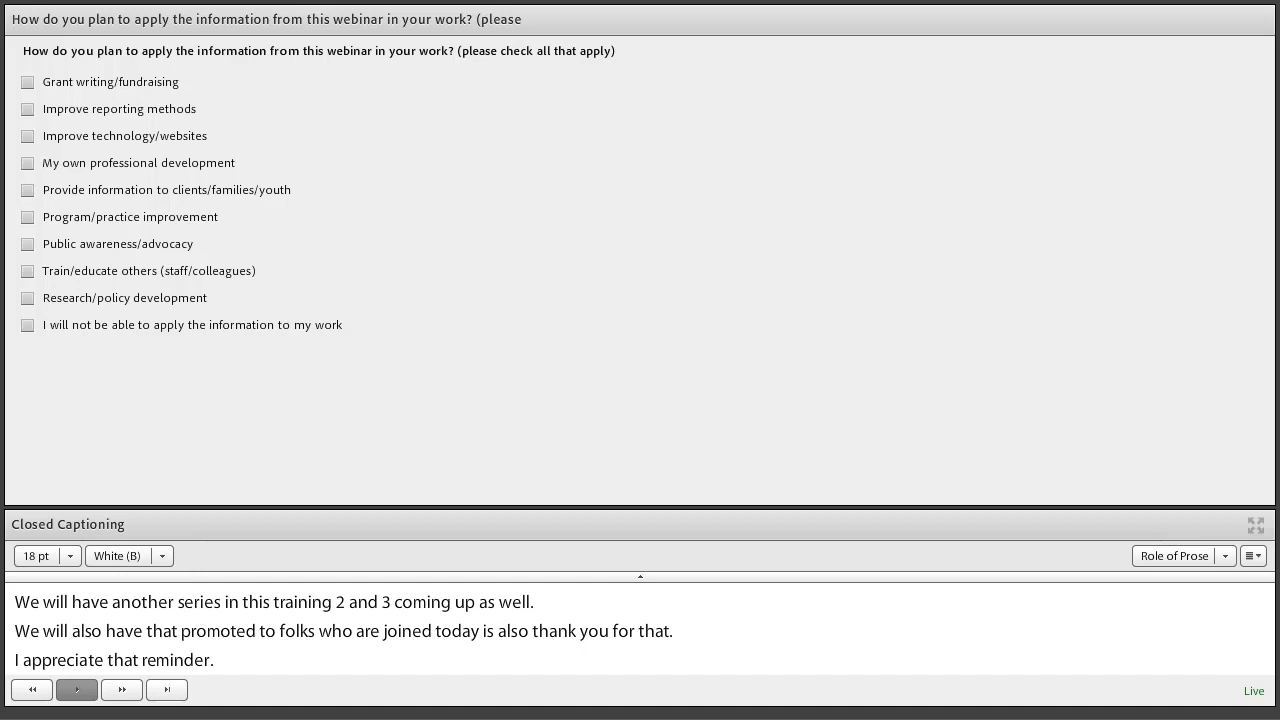 How do you plan to apply the information from this webinar in your work? (please
How do you plan to apply the information from this webinar in your work? (please check all that apply)
Grant writing/fundraising
Improve reporting methods
Improve technology/websites
My own professional development
Provide information to clients/families/youth
Program/practice improvement
Public awareness/advocacy
Train/educate others (staff/colleagues)
Research/policy development
I will not be able to apply the information to my work
Closed Captioning
18 pt White (B) Role of Prose
We will have another series in this training 2 and 3 coming up as well.
We will also have that promoted to folks who are joined today is also thank you for that.
I appreciate that reminder.
Live